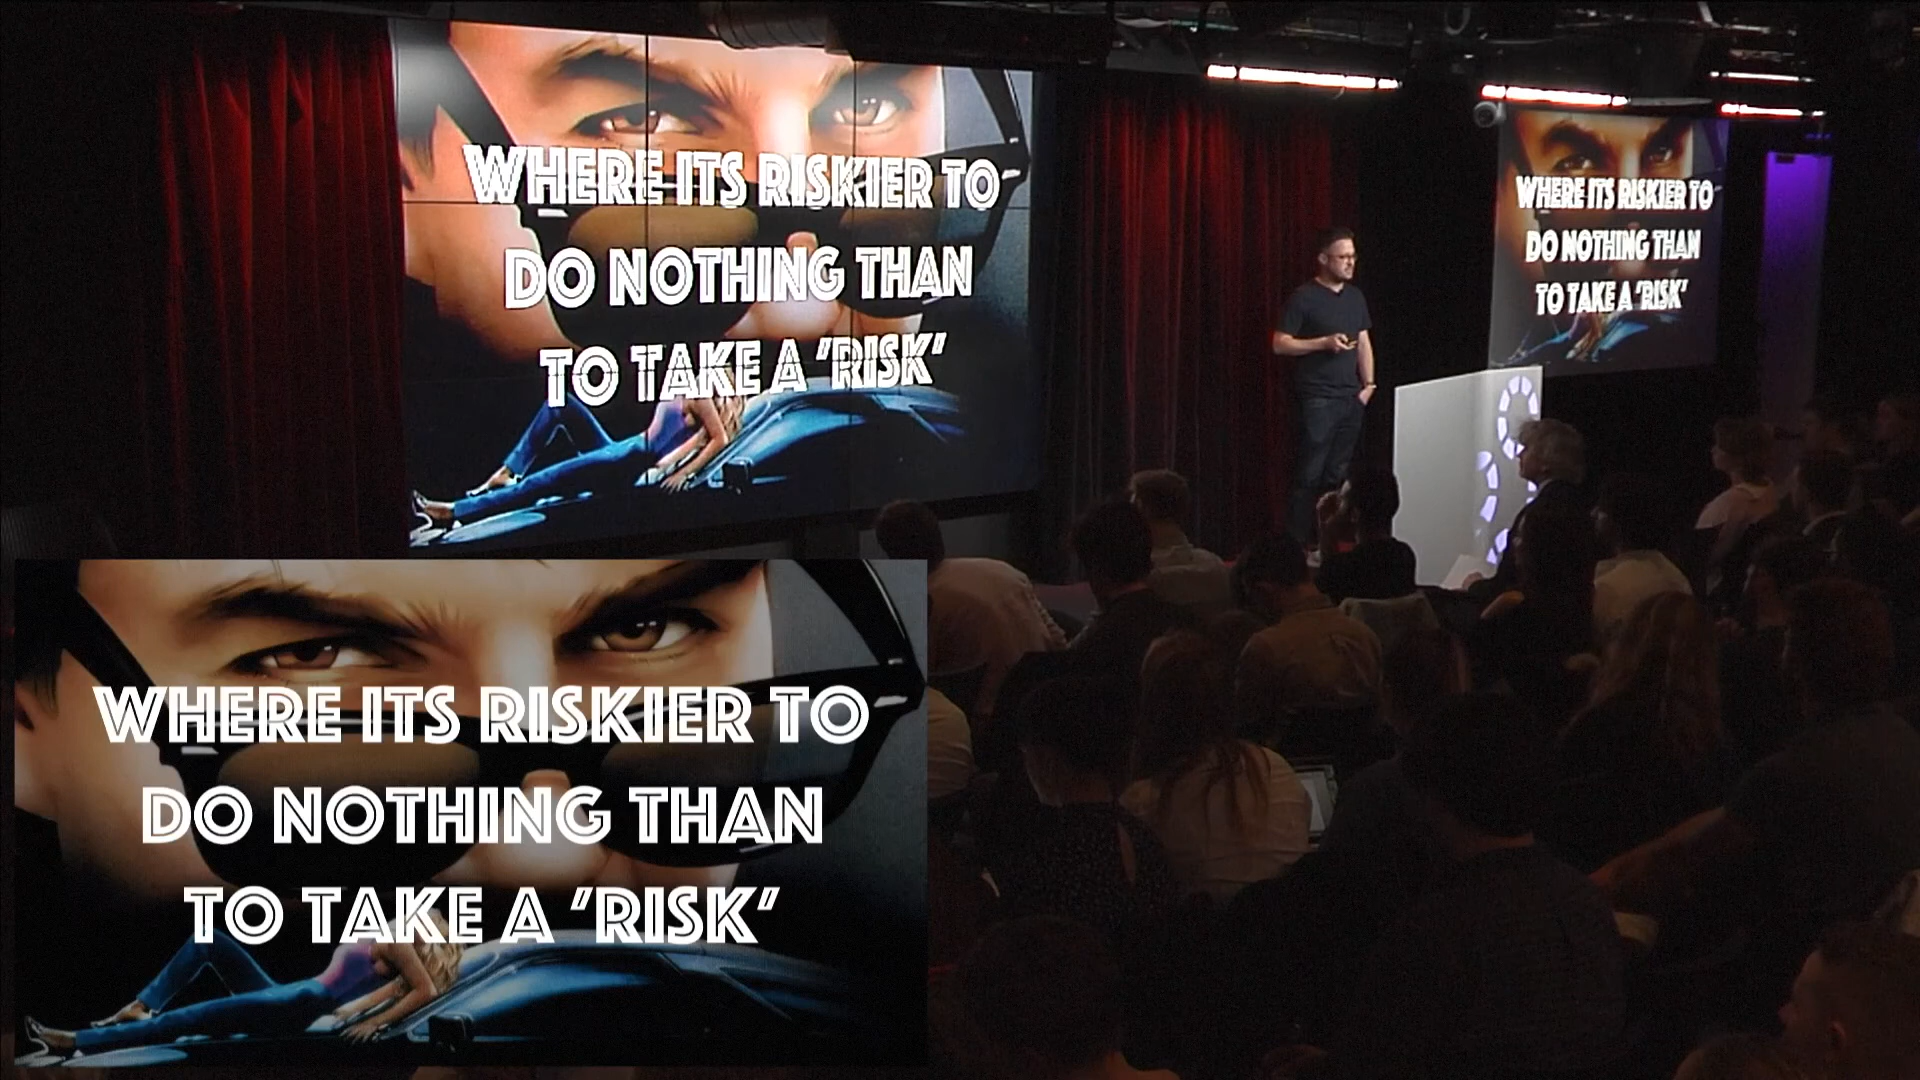 WHERE ITS RISKIER TO
DO NOTHING THAN
TO TAKE A 'RISK'
WHERE ITS RISKIER TO
DO NOTHING THAN
TO TAKE A 'RISK'
WHERE ITS RISKIER TO
DO NOTHING THAN
TO TAKE A 'RISK'